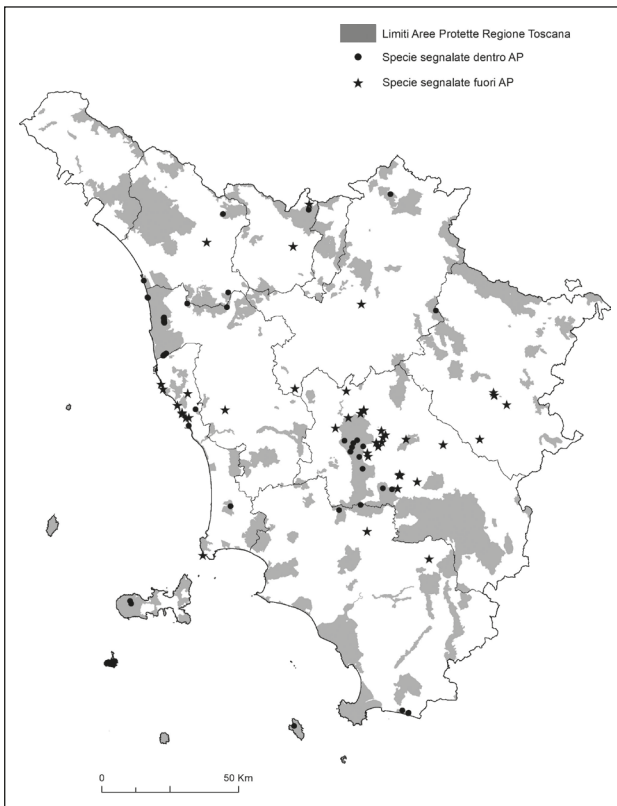 Limiti Aree Protette Regione Toscana
Specie segnalate dentro AP
Specie segnalate fuori AP
0 50 Km